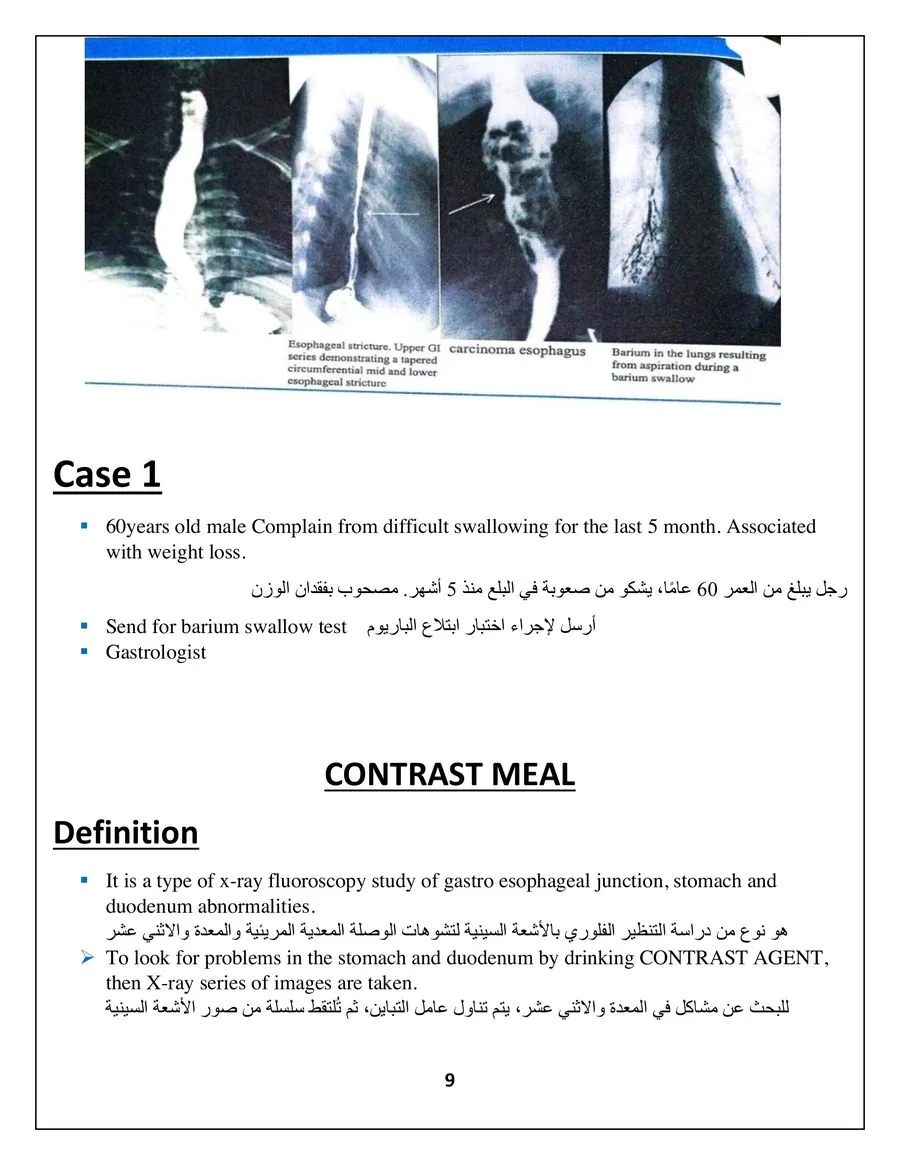 Esophageal stricture. Upper GI
series demonstrating a tapered
circumferential mid and lower
esophageal stricture
carcinoma esophagus
Barium in the lungs resulting
from aspiration during a
barium swallow
Case 1
▪ 60years old male Complain from difficult swallowing for the last 5 month. Associated
with weight loss.
رجل يبلغ من العمر 60 عامًا، يشكو من صعوبة في البلع منذ 5 أشهر. مصحوب بفقدان الوزن
▪ Send for barium swallow test أرسل لإجراء اختبار ابتلاع الباريوم
▪ Gastrologist
CONTRAST MEAL
Definition
▪ It is a type of x-ray fluoroscopy study of gastro esophageal junction, stomach and
duodenum abnormalities.
هو نوع من دراسة التنظير الفلوري بالأشعة السينية لتشوهات الوصلة المعدية المريئية والمعدة والاثني عشر
➢ To look for problems in the stomach and duodenum by drinking CONTRAST AGENT,
then X-ray series of images are taken.
للبحث عن مشاكل في المعدة والاثني عشر، يتم تناول عامل التباين، ثم تُلتقط سلسلة من صور الأشعة السينية
9